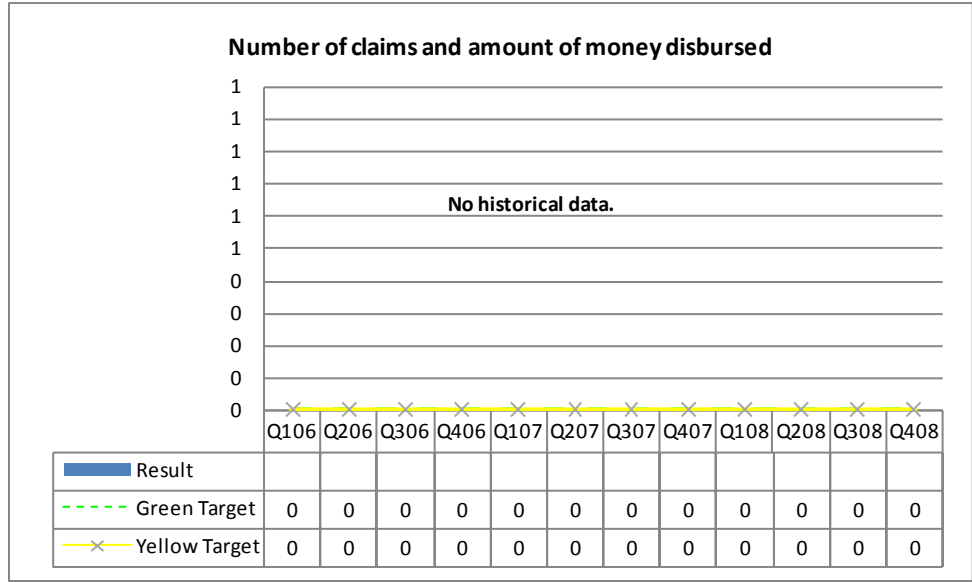 Number of claims and amount of money disbursed
1
1
1
1
1
1
0
0
0
0
0
No historical data.
Q106 Q206 Q306 Q406 Q107 Q207 Q307 Q407 Q108 Q208 Q308 Q408
Result
Green Target 0 0 0 0 0 0 0 0 0 0 0 0
Yellow Target 0 0 0 0 0 0 0 0 0 0 0 0